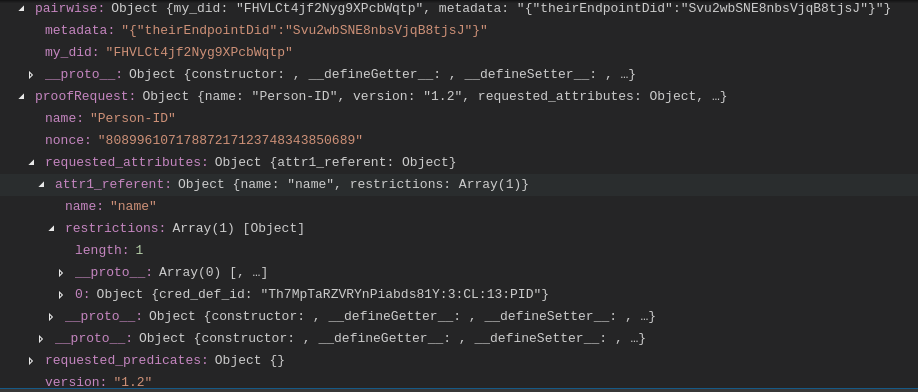 pairwise: Object {my_did: "FHVLCt4jf2Nyg9XPcbWqtp", metadata: "{"theirEndpointDid":"Svu2wbSNE8nbsVjqB8tjsJ"}"}
metadata: "{"theirEndpointDid":"Svu2wbSNE8nbsVjqB8tjsJ"}"
my_did: "FHVLCt4jf2Nyg9XPcbWqtp"
__proto__: Object {constructor: , __defineGetter__: , __defineSetter__: , …}
proofRequest: Object {name: "Person-ID", version: "1.2", requested_attributes: Object, …}
name: "Person-ID"
nonce: "80899610717887217123748343850689"
requested_attributes: Object {attr1_referent: Object}
attr1_referent: Object {name: "name", restrictions: Array(1)}
name: "name"
restrictions: Array(1) [Object]
length: 1
__proto__: Array(0) [, …]
0: Object {cred_def_id: "Th7MpTaRZVRYnPiabds81Y:3:CL:13:PID"}
__proto__: Object {constructor: , __defineGetter__: , __defineSetter__: , …}
__proto__: Object {constructor: , __defineGetter__: , __defineSetter__: , …}
requested_predicates: Object {}
version: "1.2"